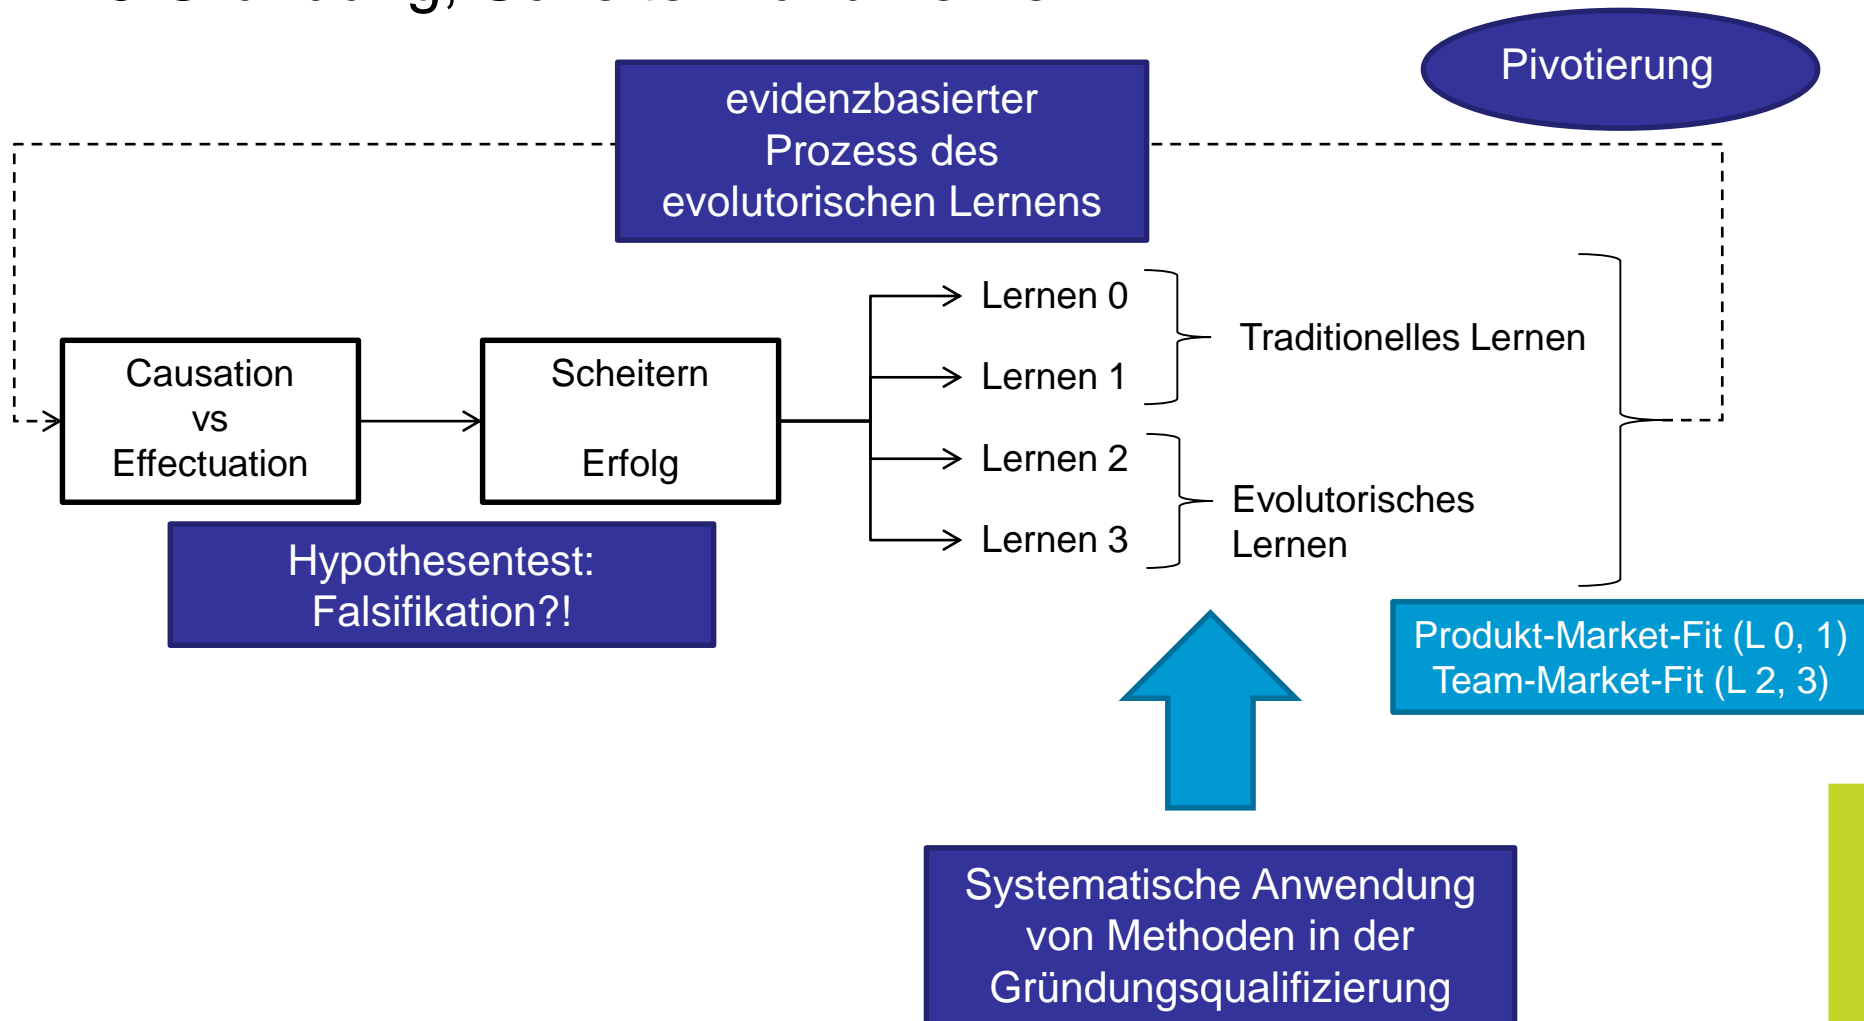 Pivotierung
evidenzbasierter
Prozess des
evolutorischen Lernens
Lernen 0
Lernen 1
Traditionelles Lernen
Causation
vs
Effectuation
Scheitern
Erfolg
Lernen 2
Lernen 3
Evolutorisches
Lernen
Hypothesentest:
Falsifikation?!
Produkt-Market-Fit (L 0, 1)
Team-Market-Fit (L 2, 3)
Systematische Anwendung
von Methoden in der
Gründungsqualifizierung